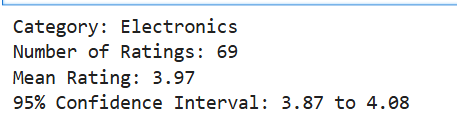 Category: Electronics
Number of Ratings: 69
Mean Rating: 3.97
95% Confidence Interval: 3.87 to 4.08